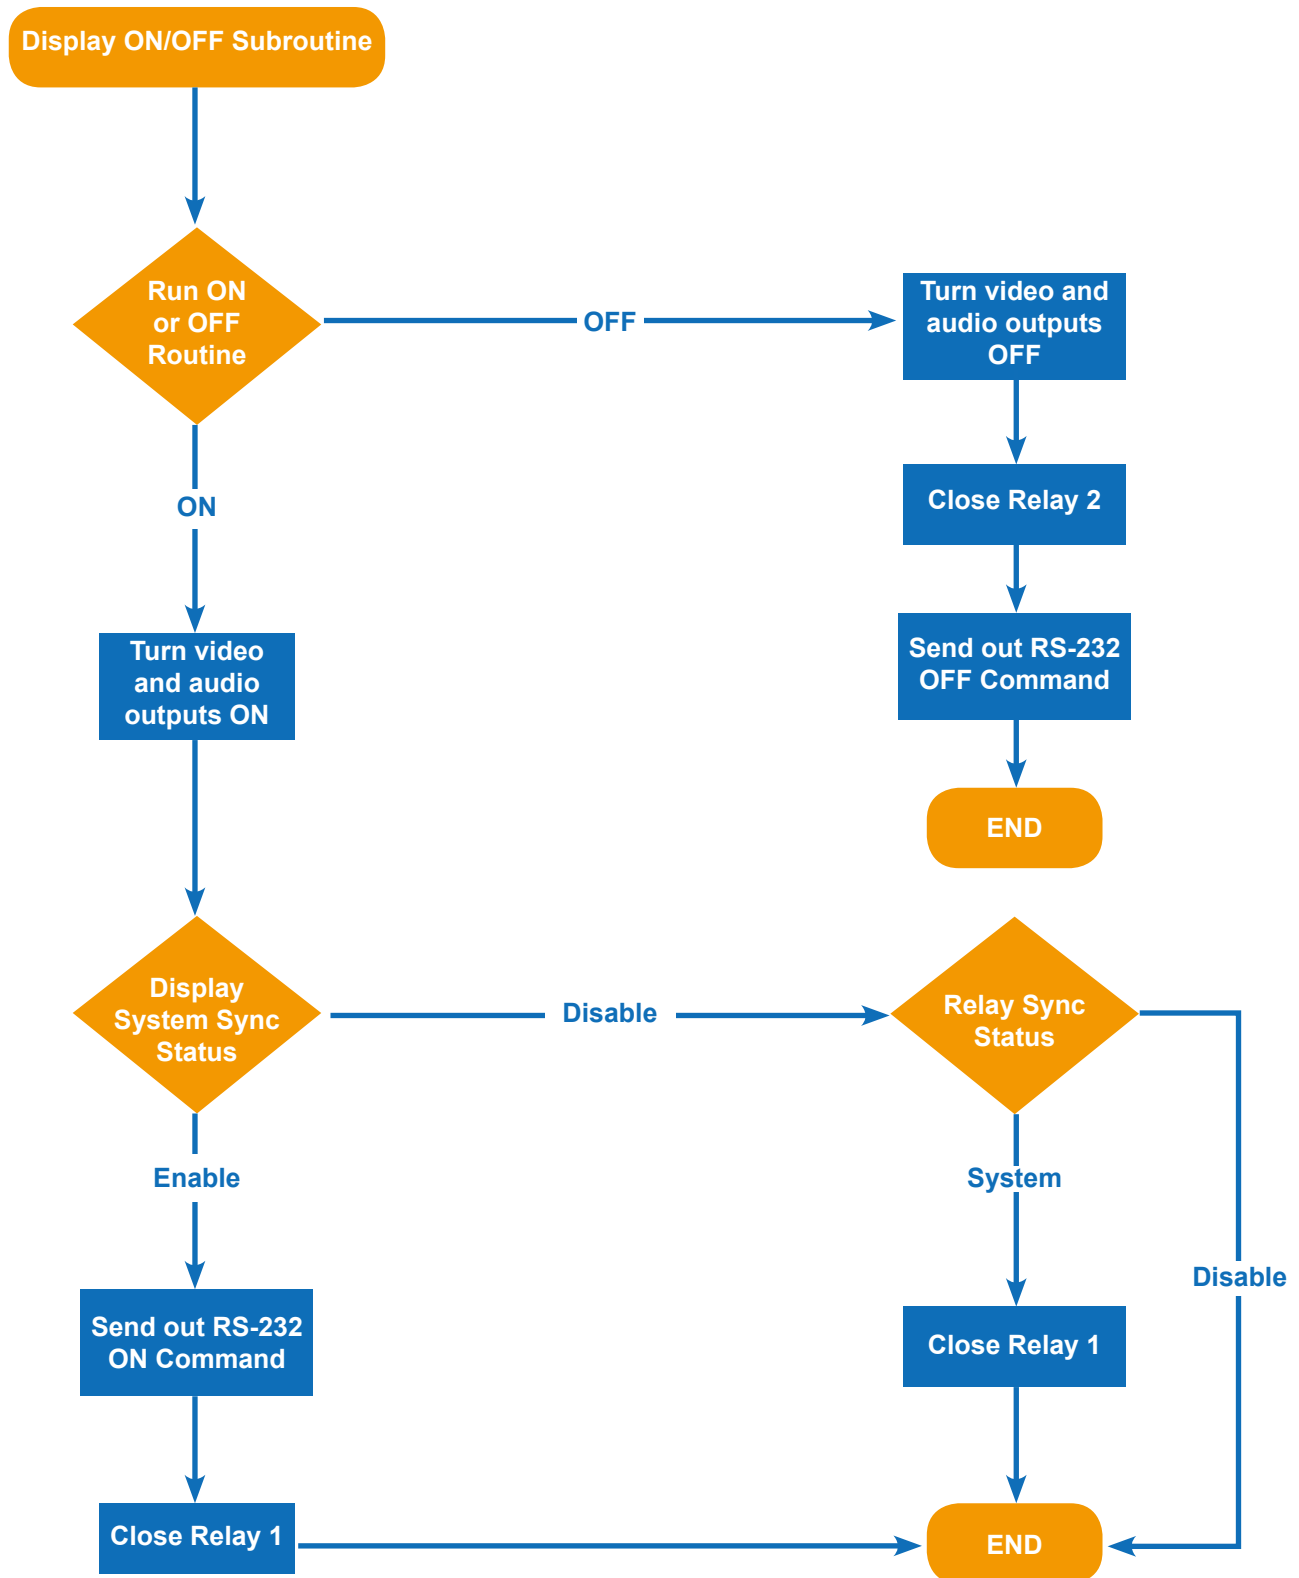 Display ON/OFF Subroutine
Run ON
or OFF
Routine
OFF
Turn video and
audio outputs
OFF
Close Relay 2
Send out RS-232
OFF Command
END
ON
Turn video
and audio
outputs ON
Display
System Sync
Status
Disable
Relay Sync
Status
Enable
System
Disable
Send out RS-232
ON Command
Close Relay 1
Close Relay 1
END